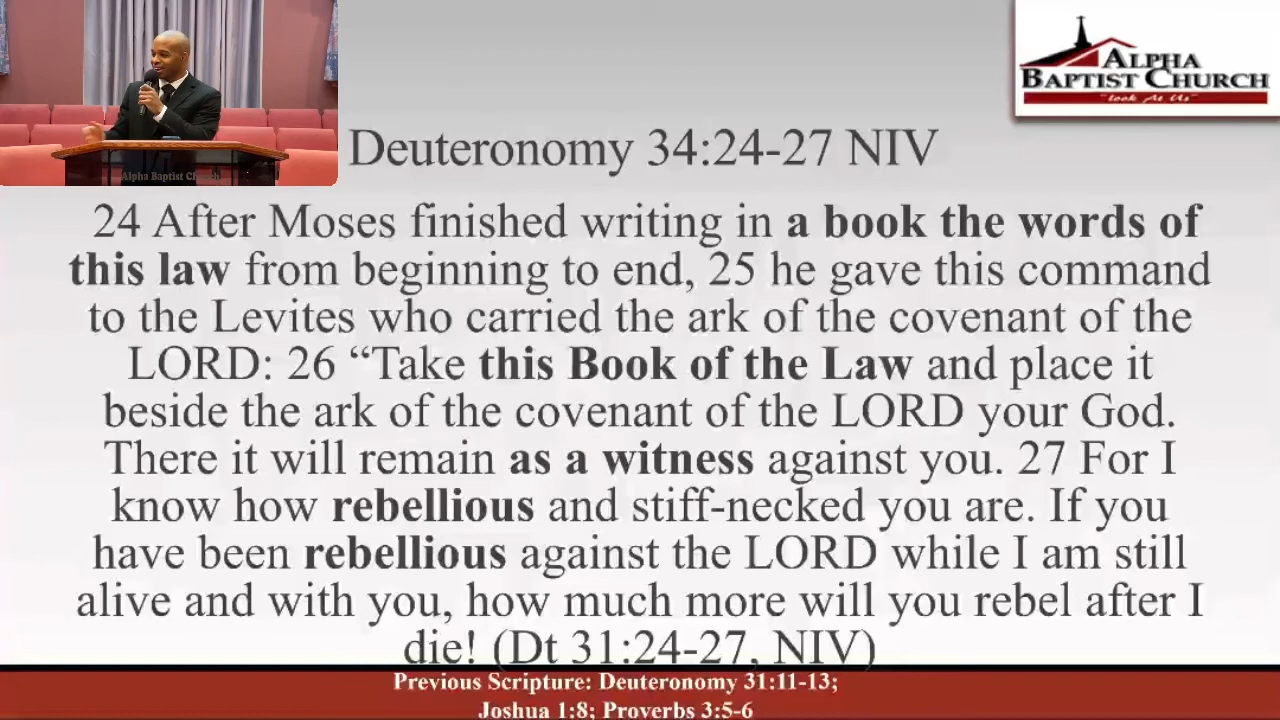 ALPHA
BAPTIST CHURCH
"Look At Us"
Alpha Baptist Church
Deuteronomy 34:24-27 NIV
24 After Moses finished writing in a book the words of
this law from beginning to end, 25 he gave this command
to the Levites who carried the ark of the covenant of the
LORD: 26 “Take this Book of the Law and place it
beside the ark of the covenant of the LORD your God.
There it will remain as a witness against you. 27 For I
know how rebellious and stiff-necked you are. If you
have been rebellious against the LORD while I am still
alive and with you, how much more will you rebel after I
die! (Dt 31:24-27, NIV)
Previous Scripture: Deuteronomy 31:11-13;
Joshua 1:8; Proverbs 3:5-6